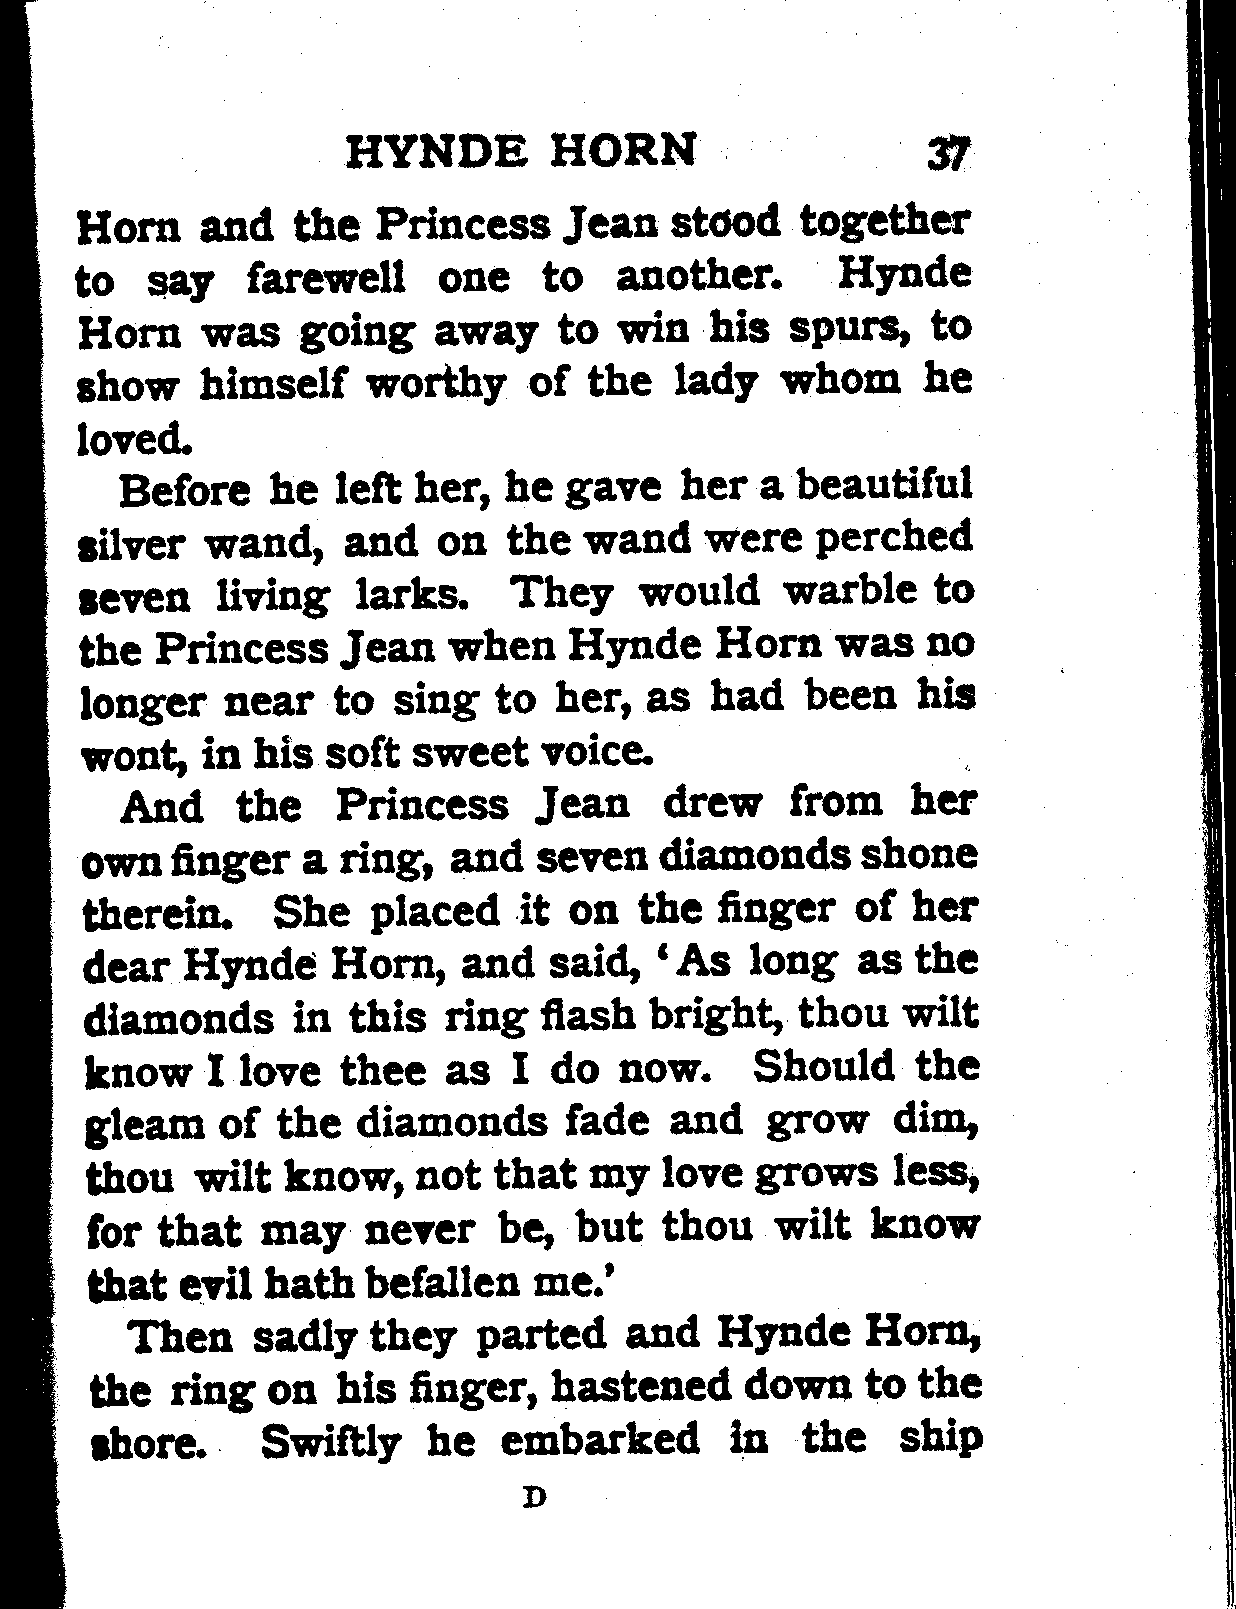 HYNDE HORN 37
Horn and the Princess Jean stood together
to say farewell one to another. Hynde
Horn was going away to win his spurs, to
show himself worthy of the lady whom he
loved.
Before he left her, he gave her a beautiful
silver wand, and on the wand were perched
seven living larks. They would warble to
the Princess Jean when Hynde Horn was no
longer near to sing to her, as had been his
wont, in his soft sweet voice.
And the Princess Jean drew from her
own finger a ring, and seven diamonds shone
therein. She placed it on the finger of her
dear Hynde Horn, and said, ‘As long as the
diamonds in this ring flash bright, thou wilt
know I love thee as I do now. Should the
gleam of the diamonds fade and grow dim,
thou wilt know, not that my love grows less,
for that may never be, but thou wilt know
that evil hath befallen me.’
Then sadly they parted and Hynde Horn,
the ring on his finger, hastened down to the
shore. Swiftly he embarked in the ship
D